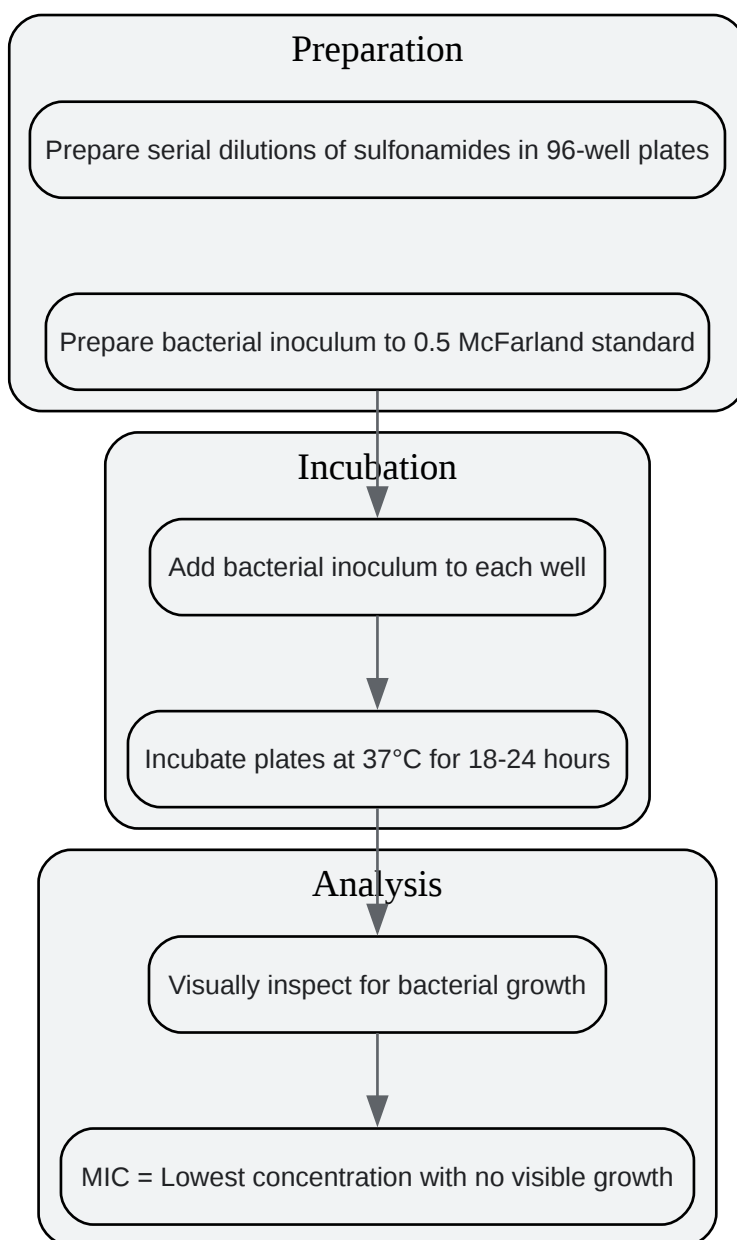 Preparation
Prepare serial dilutions of sulfonamides in 96-well plates
Prepare bacterial inoculum to 0.5 McFarland standard
Incubation
Add bacterial inoculum to each well
Incubate plates at 37°C for 18-24 hours
Analysis
Visually inspect for bacterial growth
MIC = Lowest concentration with no visible growth